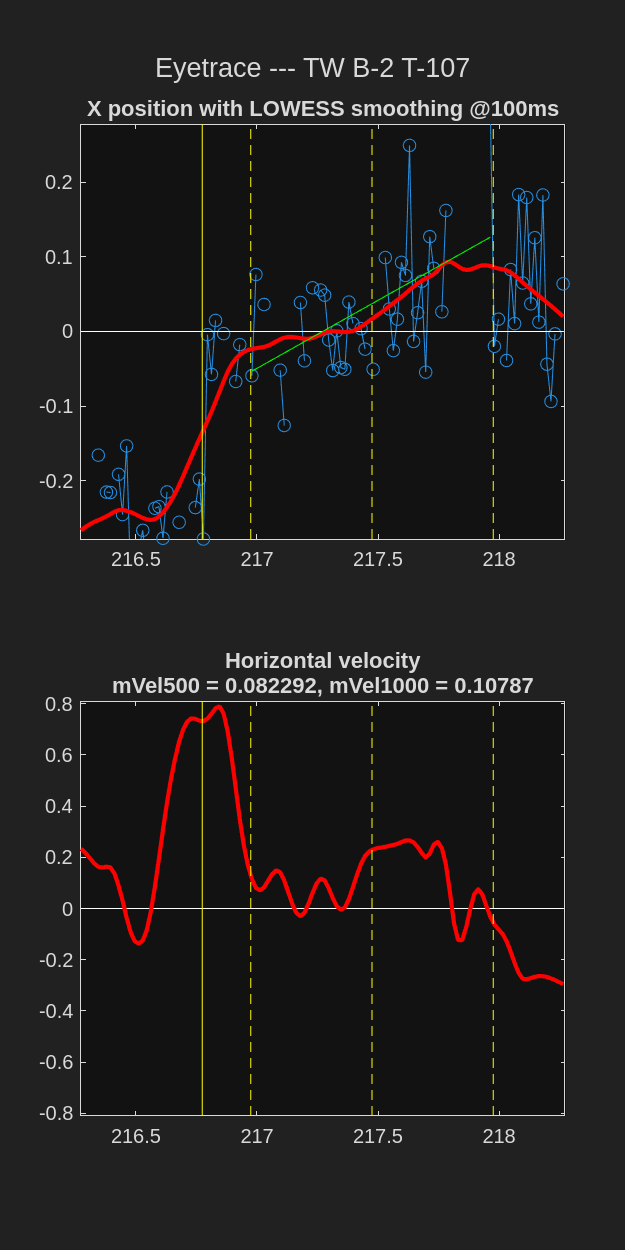 Eyetrace --- TW B-2 T-107
X position with LOWESS smoothing @100ms
0.2
0.1
0
-0.1
-0.2
216.5 217 217.5 218
Horizontal velocity
mVel500 = 0.082292, mVel1000 = 0.10787
0.8
0.6
0.4
0.2
0
-0.2
-0.4
-0.6
-0.8
216.5 217 217.5 218